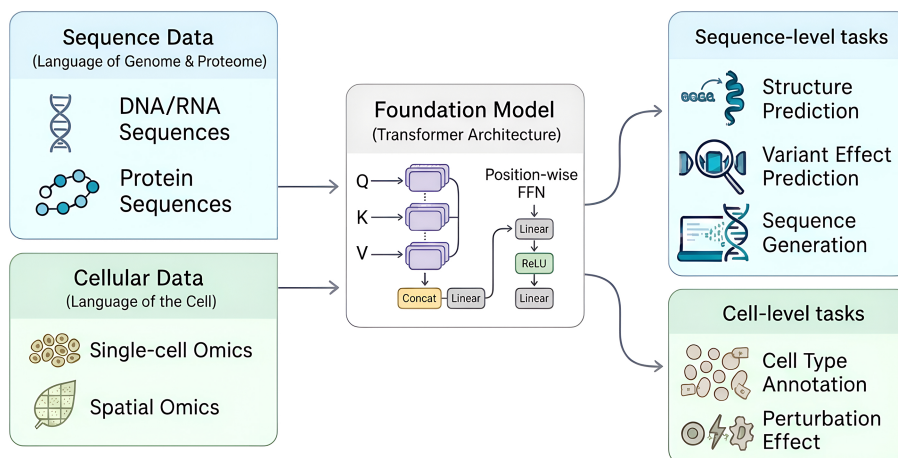 Sequence Data
(Language of Genome & Proteome)
DNA/RNA
Sequences
Protein
Sequences
Cellular Data
(Language of the Cell)
Single-cell Omics
Spatial Omics
Foundation Model
(Transformer Architecture)
Q
K
V
Concat
Linear
Position-wise
FFN
Linear
ReLU
Linear
Sequence-level tasks
Structure
Prediction
Variant Effect
Prediction
Sequence
Generation
Cell-level tasks
Cell Type
Annotation
Perturbation
Effect